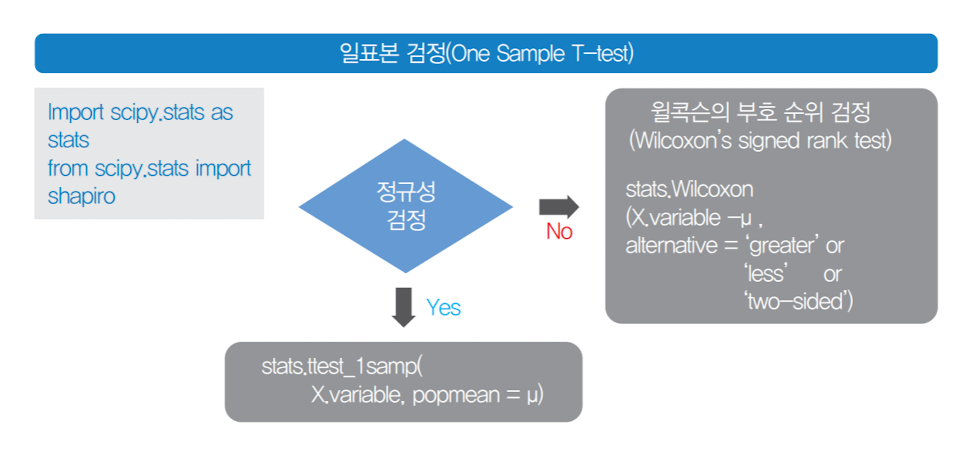 일표본 검정(One Sample T-test)
Import scipy.stats as
stats
from scipy.stats import
shapiro
정규성
검정
No
Yes
윌콕슨의 부호 순위 검정
(Wilcoxon's signed rank test)
stats.Wilcoxon
(X.variable -μ ,
alternative = ‘greater’ or
‘less’ or
‘two-sided’)
stats.ttest_1samp(
X.variable, popmean = μ)